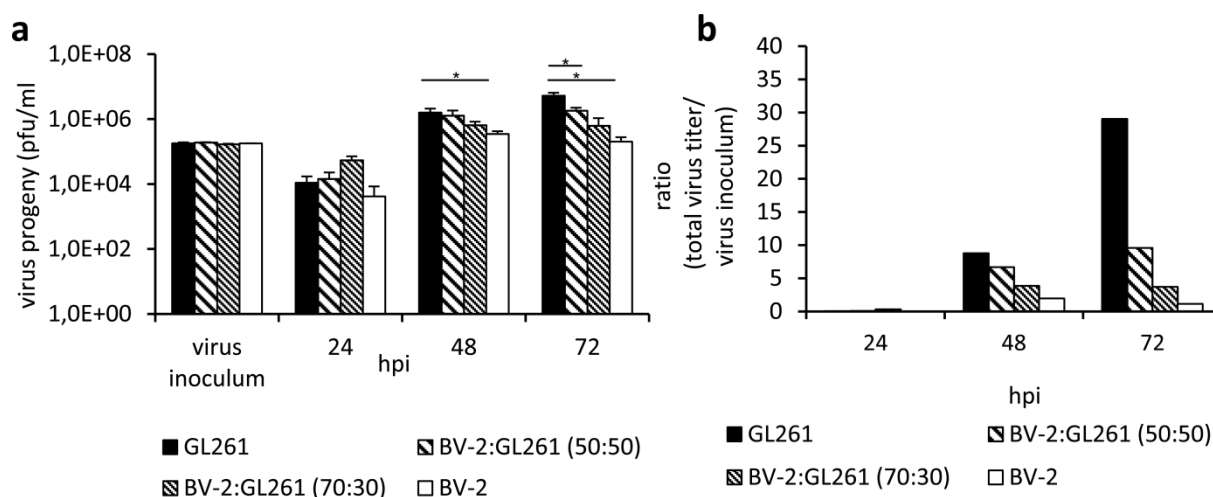 a
virus progeny (pfu/ml)
1,0E+08
1,0E+06
1,0E+04
1,0E+02
1,0E+00
*
*
*
virus
inoculum
24
48
72
hpi
GL261
BV-2:GL261 (50:50)
BV-2:GL261 (70:30)
BV-2
b
ratio
(total virus titer/
virus inoculum)
40
35
30
25
20
15
10
5
0
24
48
72
hpi
GL261
BV-2:GL261 (50:50)
BV-2:GL261 (70:30)
BV-2